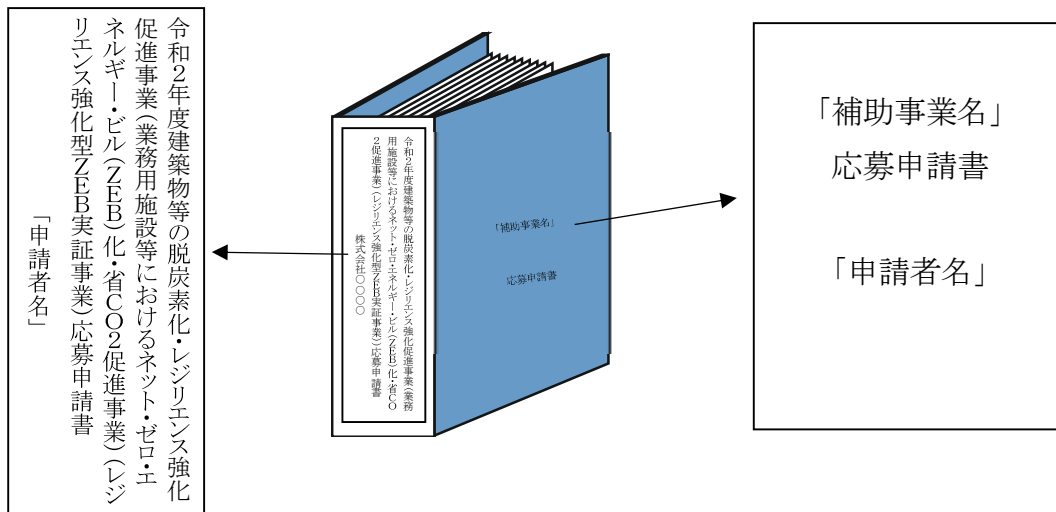 令和２年度建築物等の脱炭素化・レジリエンス強化
促進事業（業務用施設等におけるネット・ゼロ・エ
ネルギー・ビル（ＺＥＢ）化・省ＣＯ２促進事業）（レジ
リエンス強化型ＺＥＢ実証事業）応募申請書
「申請者名」
令和２年度建築物等の脱炭素化・レジリエンス強化促進事業（業務
用施設等におけるネット・ゼロ・エネルギー・ビル（ＺＥＢ）化・省ＣＯ
２促進事業）（レジリエンス強化型ＺＥＢ実証事業）応募申請書
株式会社〇〇〇〇
「補助事業名」
応募申請書
「補助事業名」
応募申請書
「申請者名」